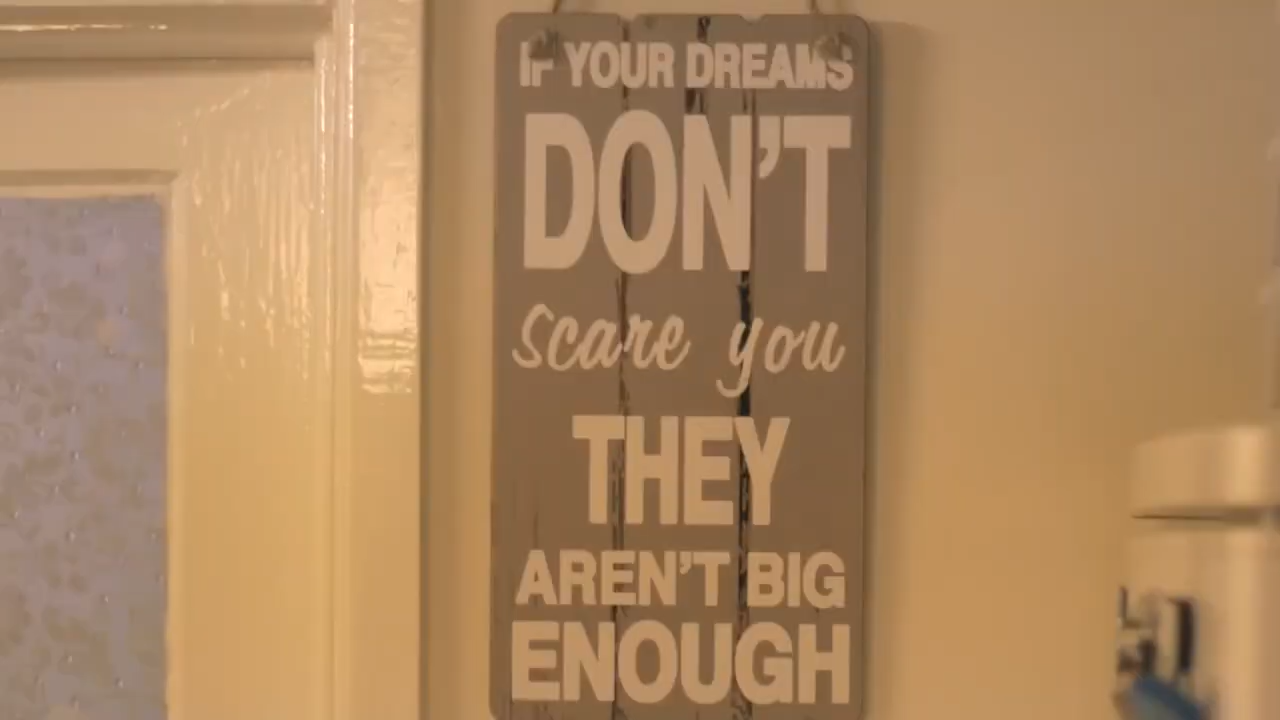 IF YOUR DREAMS
DON'T
scare you
THEY
AREN'T BIG
ENOUGH